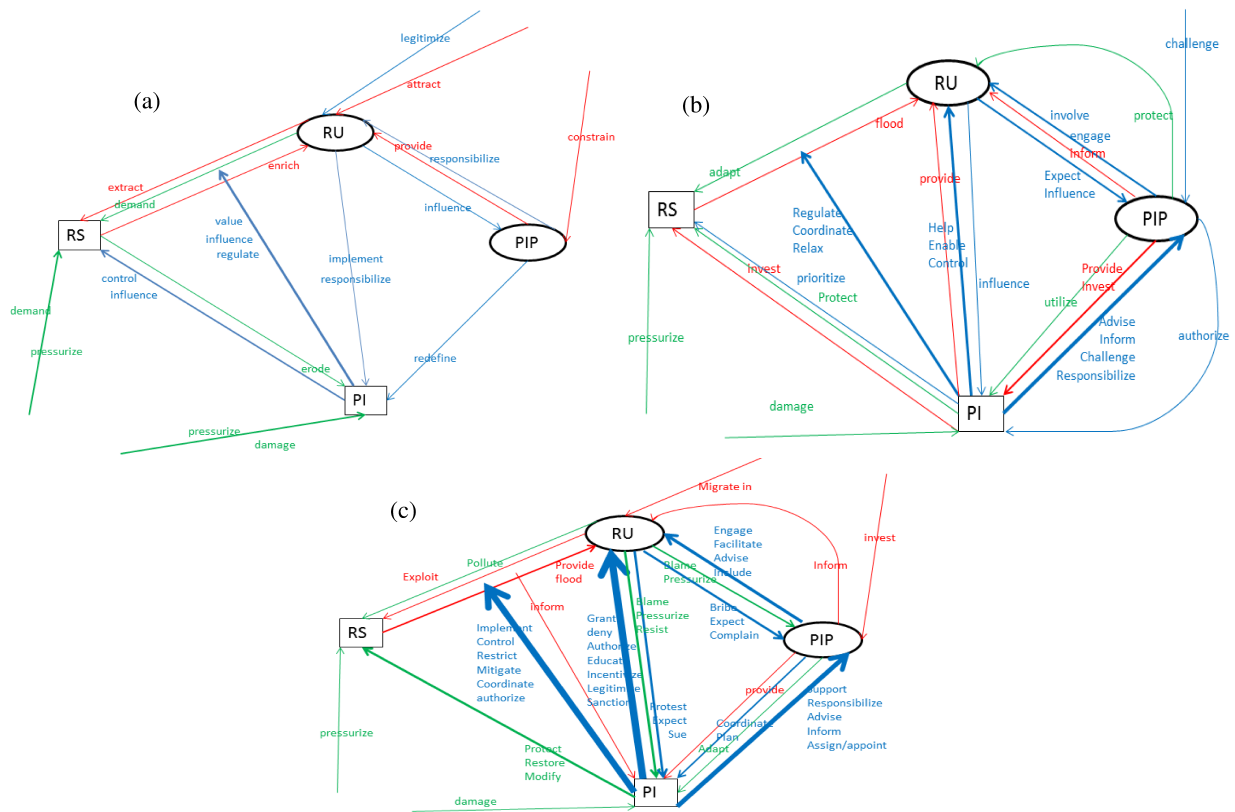 (a)
legitimize
attract
RU
constrain
provide
responsibilize
enrich
extract
demand
influence
RS
value
influence
regulate
PIP
implement
responsibilize
control
influence
demand
pressurize
erode
redefine
PI
pressurize
damage
(b)
challenge
RU
involve
protect
engage
inform
flood
adapt
provide
Expect
Influence
RS
PIP
Regulate
Coordinate
Relax
Help
Enable
Control
invest
prioritize
Protect
influence
Provide
Invest
utilize
pressurize
Advise
Inform
Challenge
Responsibilize
authorize
damage
PI
(c)
Migrate in
RU
Engage
Facilitate
Advise
Include
invest
Pollute
Exploit
Provide
flood
Blame
Pressurize
Inform
inform
Blame
Pressurize
Resist
Bribe
Expect
Complain
RS
PIP
Implement
Control
Restrict
Mitigate
Coordinate
authorize
Grant
deny
Authorize
Educate
Incentivize
Legitimise
Sanction
provide
Support
Responsibilize
Advise
Inform
Assign/appoint
Protest
Expect
Sue
Coordinate
Plan
Adapt
pressurize
Protect
Restore
Modify
PI
damage